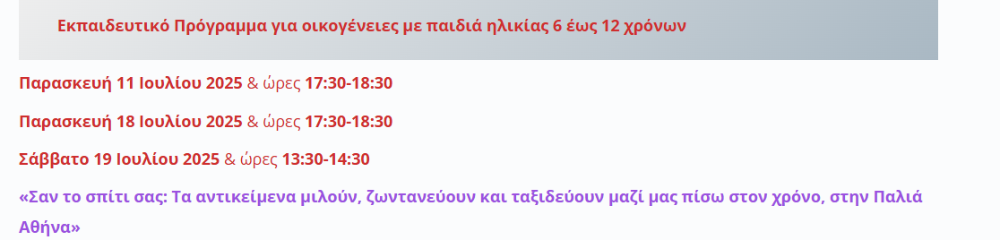 Εκπαιδευτικό Πρόγραμμα για οικογένειες με παιδιά ηλικίας 6 έως 12 χρόνων
Παρασκευή 11 Ιουλίου 2025 & ώρες 17:30-18:30
Παρασκευή 18 Ιουλίου 2025 & ώρες 17:30-18:30
Σάββατο 19 Ιουλίου 2025 & ώρες 13:30-14:30
«Σαν το σπίτι σας: Τα αντικείμενα μιλούν, ζωντανεύουν και ταξιδεύουν μαζί μας πίσω στον χρόνο, στην Παλιά
Αθήνα»